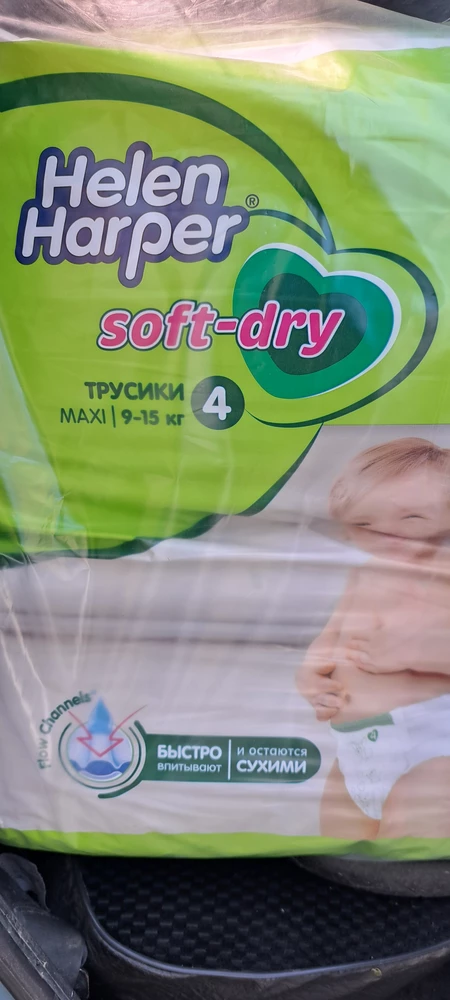 Helen
Harper®
soft-dry
ТРУСИКИ
MAXI | 9-15 кг
4
Flow Channels
БЫСТРО
впитывают
и остаются
СУХИМИ